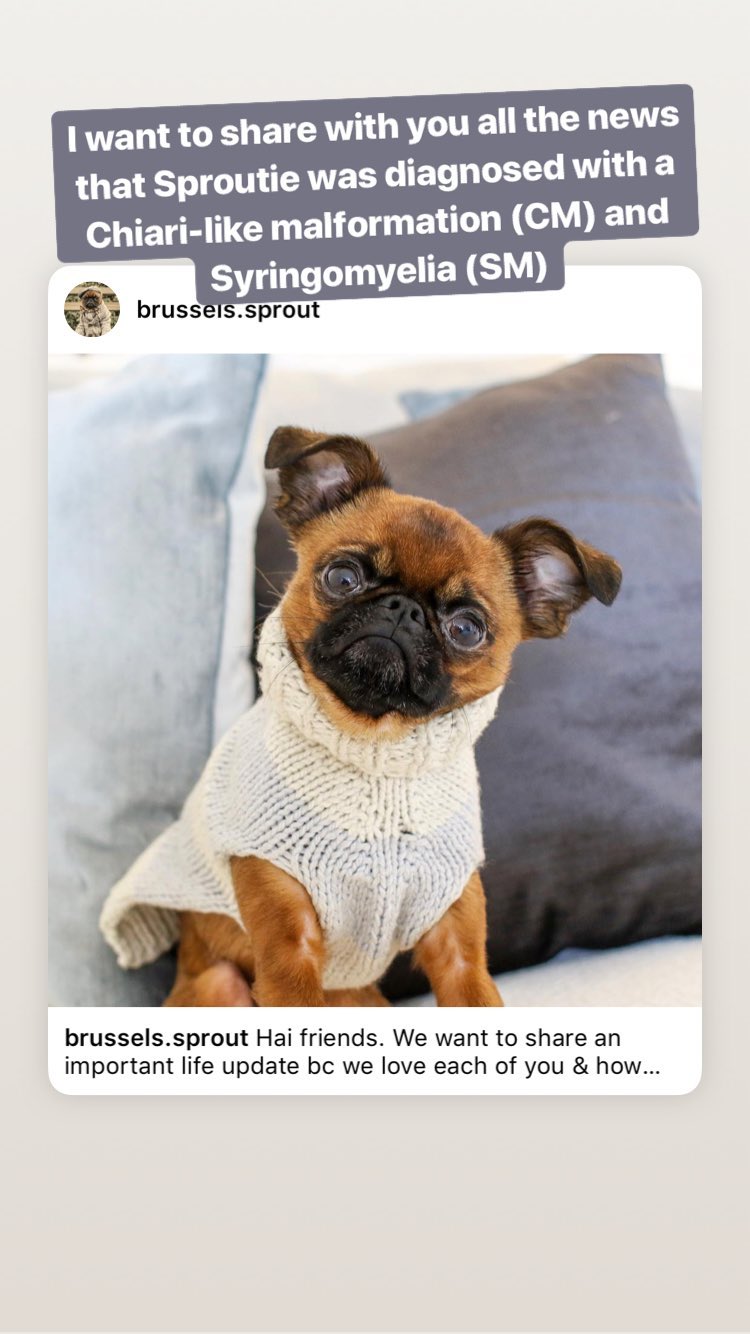 I want to share with you all the news
that Sproutie was diagnosed with a
Chiari-like malformation (CM) and
Syringomyelia (SM)
brussels.sprout
brussels.sprout Hai friends. We want to share an
important life update bc we love each of you & how...